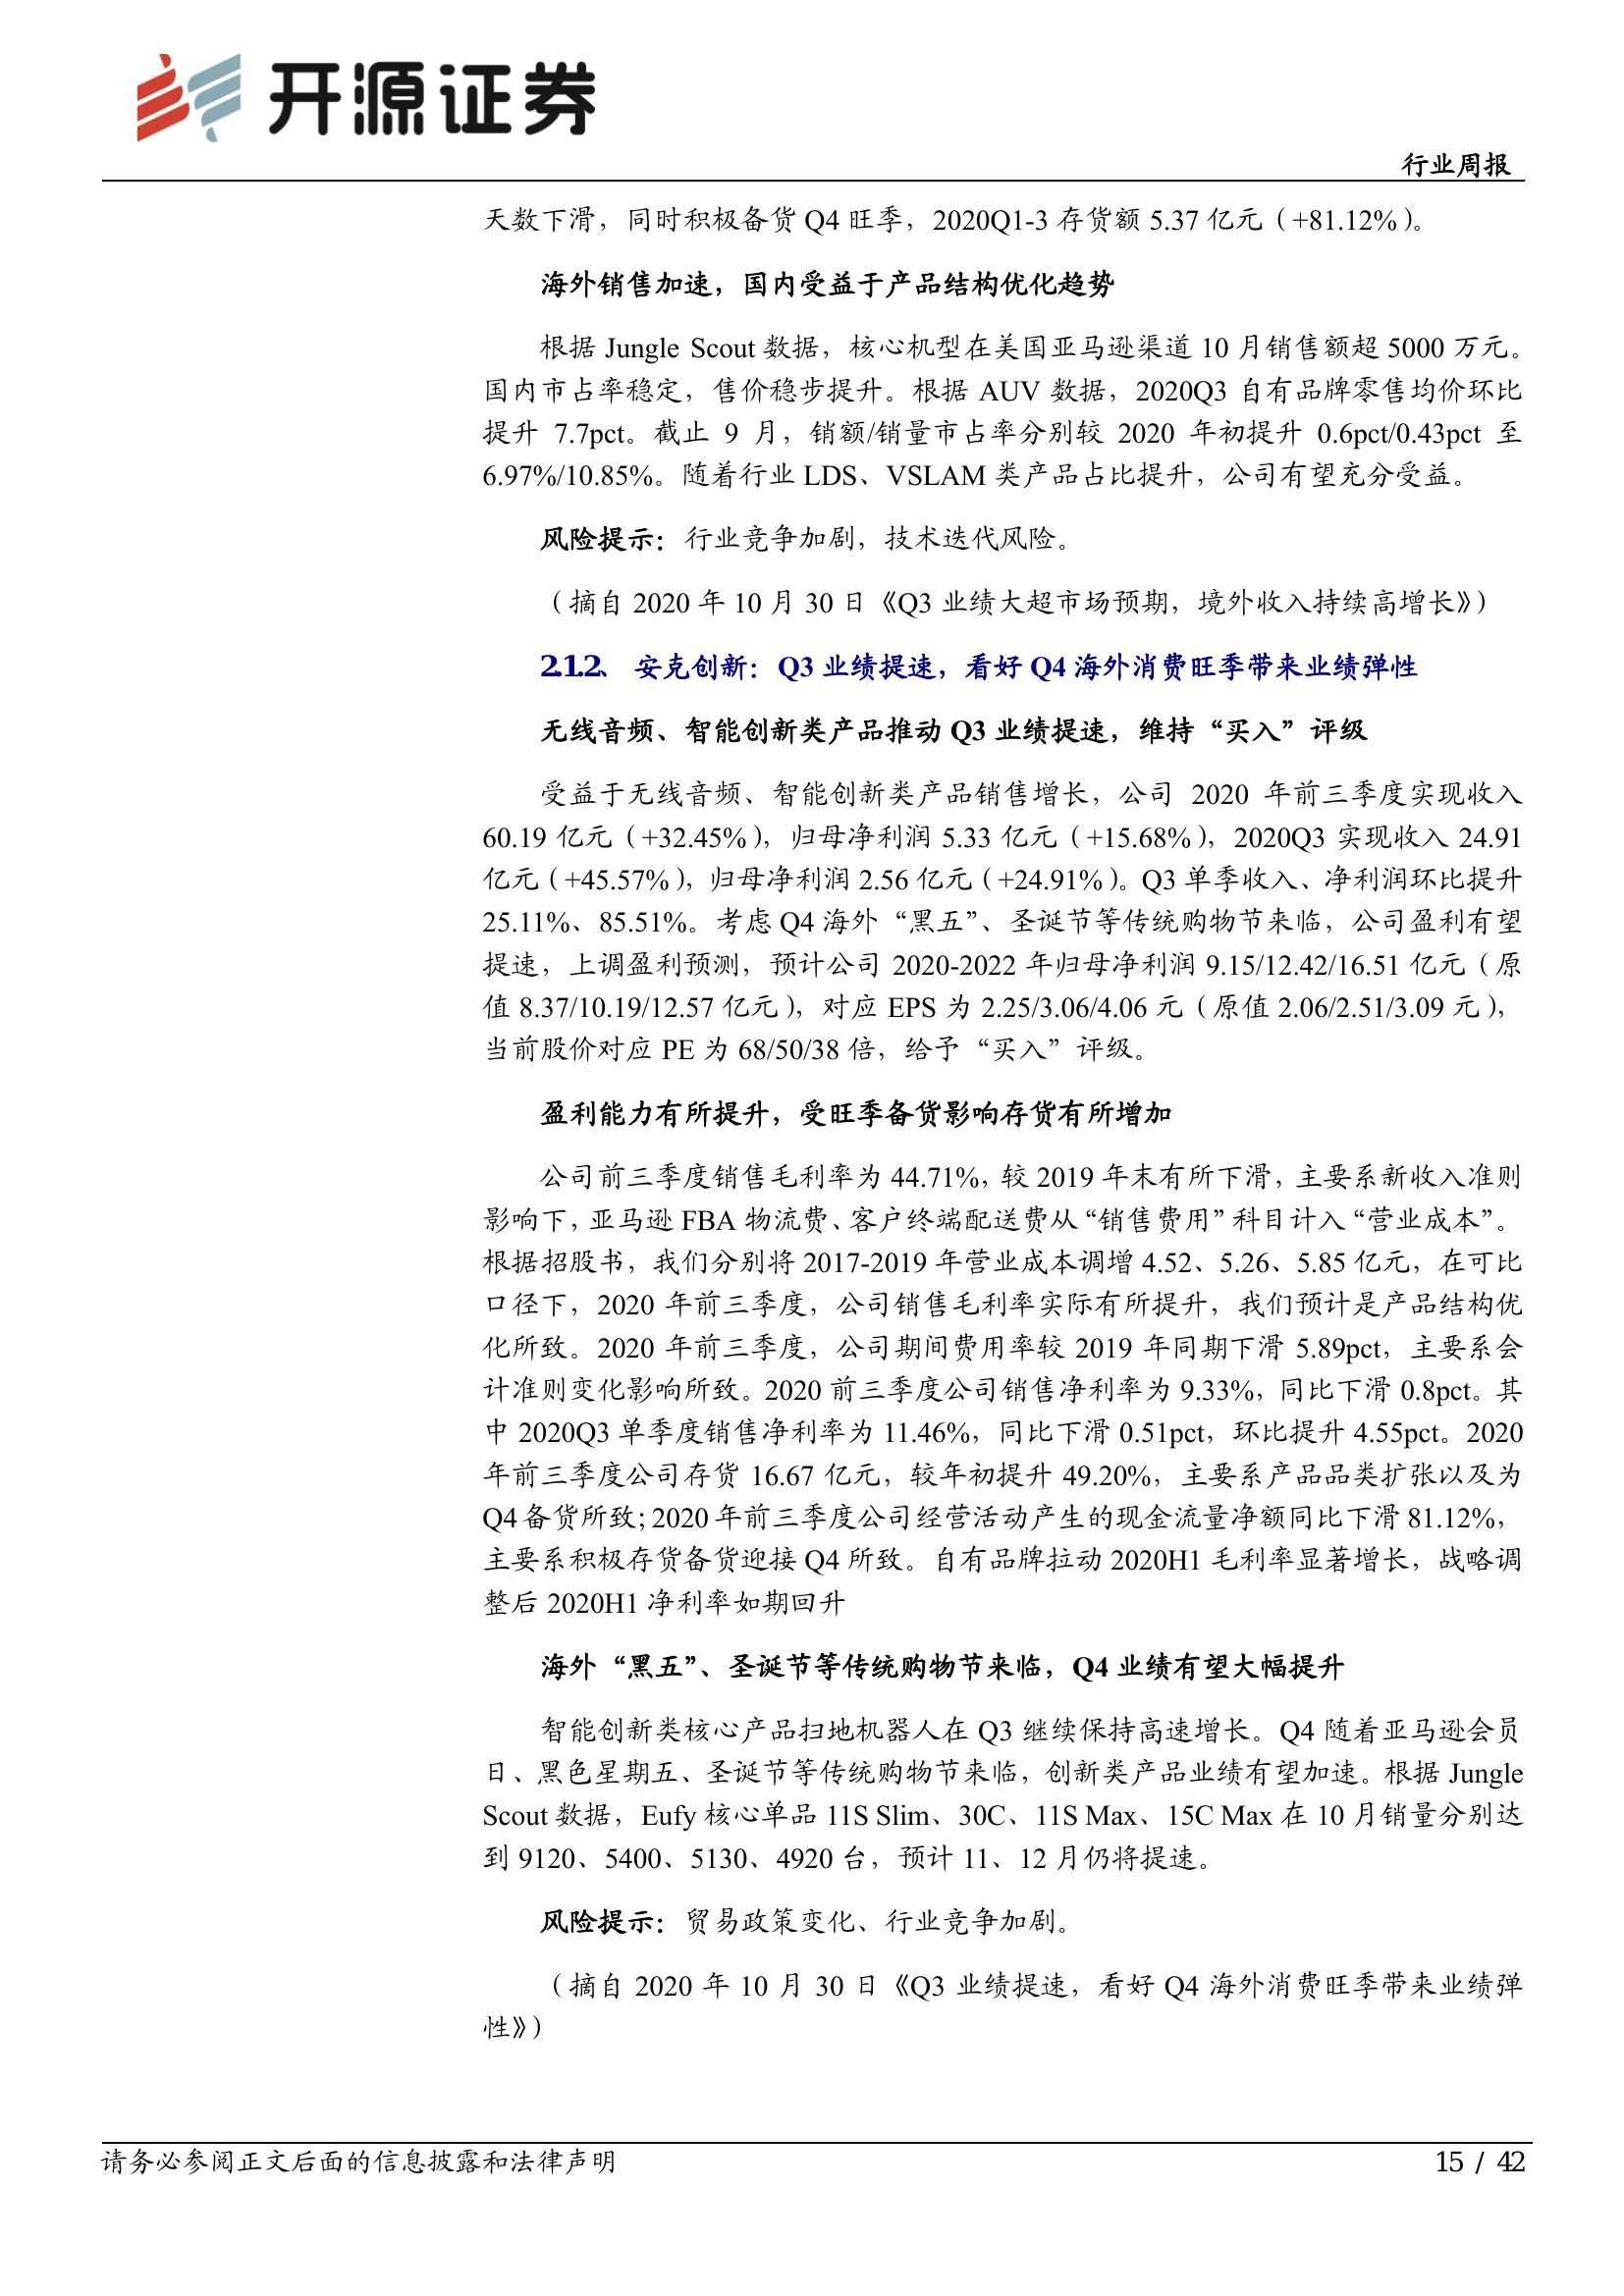 开源证券
行业周报
天数下滑，同时积极备货 Q4 旺季，2020Q1-3 存货额 5.37 亿元（+81.12%）。
海外销售加速，国内受益于产品结构优化趋势
根据 Jungle Scout 数据，核心机型在美国亚马逊渠道 10 月销售额超 5000 万元。
国内市占率稳定，售价稳步提升。根据 AUV 数据，2020Q3 自有品牌零售均价环比
提升 7.7pct。截止 9 月，销额/销量市占率分别较 2020 年初提升 0.6pct/0.43pct 至
6.97%/10.85%。随着行业 LDS、VSLAM 类产品占比提升，公司有望充分受益。
风险提示：行业竞争加剧，技术迭代风险。
（摘自 2020 年 10 月 30 日《Q3 业绩大超市场预期，境外收入持续高增长》）
2.1.2、 安克创新：Q3 业绩提速，看好 Q4 海外消费旺季带来业绩弹性
无线音频、智能创新类产品推动 Q3 业绩提速，维持“买入”评级
受益于无线音频、智能创新类产品销售增长，公司 2020 年前三季度实现收入
60.19 亿元（+32.45%），归母净利润 5.33 亿元（+15.68%），2020Q3 实现收入 24.91
亿元（+45.57%），归母净利润 2.56 亿元（+24.91%）。Q3 单季收入、净利润环比提升
25.11%、85.51%。考虑 Q4 海外“黑五”、圣诞节等传统购物节来临，公司盈利有望
提速，上调盈利预测，预计公司 2020-2022 年归母净利润 9.15/12.42/16.51 亿元（原
值 8.37/10.19/12.57 亿元），对应 EPS 为 2.25/3.06/4.06 元（原值 2.06/2.51/3.09 元），
当前股价对应 PE 为 68/50/38 倍，给予“买入”评级。
盈利能力有所提升，受旺季备货影响存货有所增加
公司前三季度销售毛利率为 44.71%，较 2019 年末有所下滑，主要系新收入准则
影响下，亚马逊 FBA 物流费、客户终端配送费从“销售费用”科目计入“营业成本”。
根据招股书，我们分别将 2017-2019 年营业成本调增 4.52、5.26、5.85 亿元，在可比
口径下，2020 年前三季度，公司销售毛利率实际有所提升，我们预计是产品结构优
化所致。2020 年前三季度，公司期间费用率较 2019 年同期下滑 5.89pct，主要系会
计准则变化影响所致。2020 前三季度公司销售净利率为 9.33%，同比下滑 0.8pct。其
中 2020Q3 单季度销售净利率为 11.46%，同比下滑 0.51pct，环比提升 4.55pct。2020
年前三季度公司存货 16.67 亿元，较年初提升 49.20%，主要系产品品类扩张以及为
Q4 备货所致；2020 年前三季度公司经营活动产生的现金流量净额同比下滑 81.12%，
主要系积极存货备货迎接 Q4 所致。自有品牌拉动 2020H1 毛利率显著增长，战略调
整后 2020H1 净利率如期回升
海外“黑五”、圣诞节等传统购物节来临，Q4 业绩有望大幅提升
智能创新类核心产品扫地机器人在 Q3 继续保持高速增长。Q4 随着亚马逊会员
日、黑色星期五、圣诞节等传统购物节来临，创新类产品业绩有望加速。根据 Jungle
Scout 数据，Eufy 核心单品 11S Slim、30C、11S Max、15C Max 在 10 月销量分别达
到 9120、5400、5130、4920 台，预计 11、12 月仍将提速。
风险提示：贸易政策变化、行业竞争加剧。
（摘自 2020 年 10 月 30 日《Q3 业绩提速，看好 Q4 海外消费旺季带来业绩弹
性》）
请务必参阅正文后面的信息披露和法律声明
15 / 42